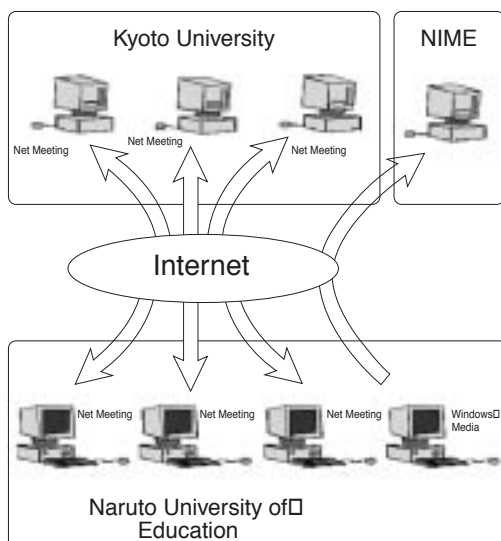 Kyoto University
NIME
Net Meeting
Net Meeting
Net Meeting
Internet
Net Meeting
Net Meeting
Net Meeting
Windows□
Media
Naruto University of□
Education